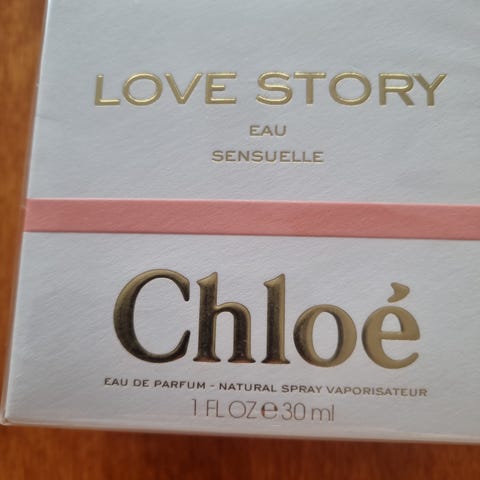 LOVE STORY
EAU
SENSUELLE
Chloé
EAU DE PARFUM - NATURAL SPRAY VAPORISATEUR
1 FL OZ e 30 ml